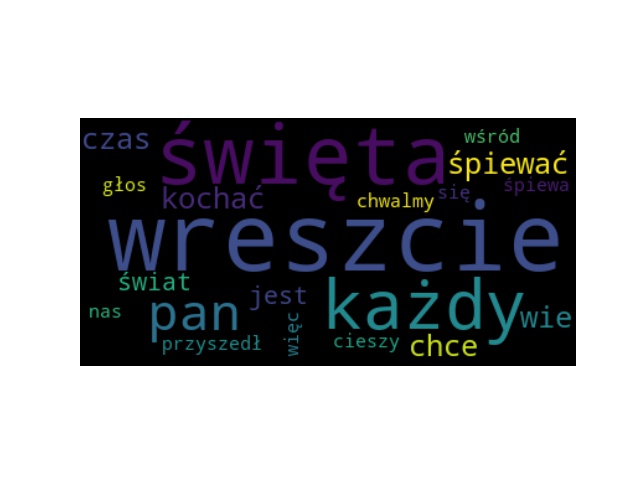 czas święta wśród
śpiewać
głos kochać chwalmy się śpiewa
wreszcie
świat jest każdy
nas pan więc wie
przyszedł cieszy chce